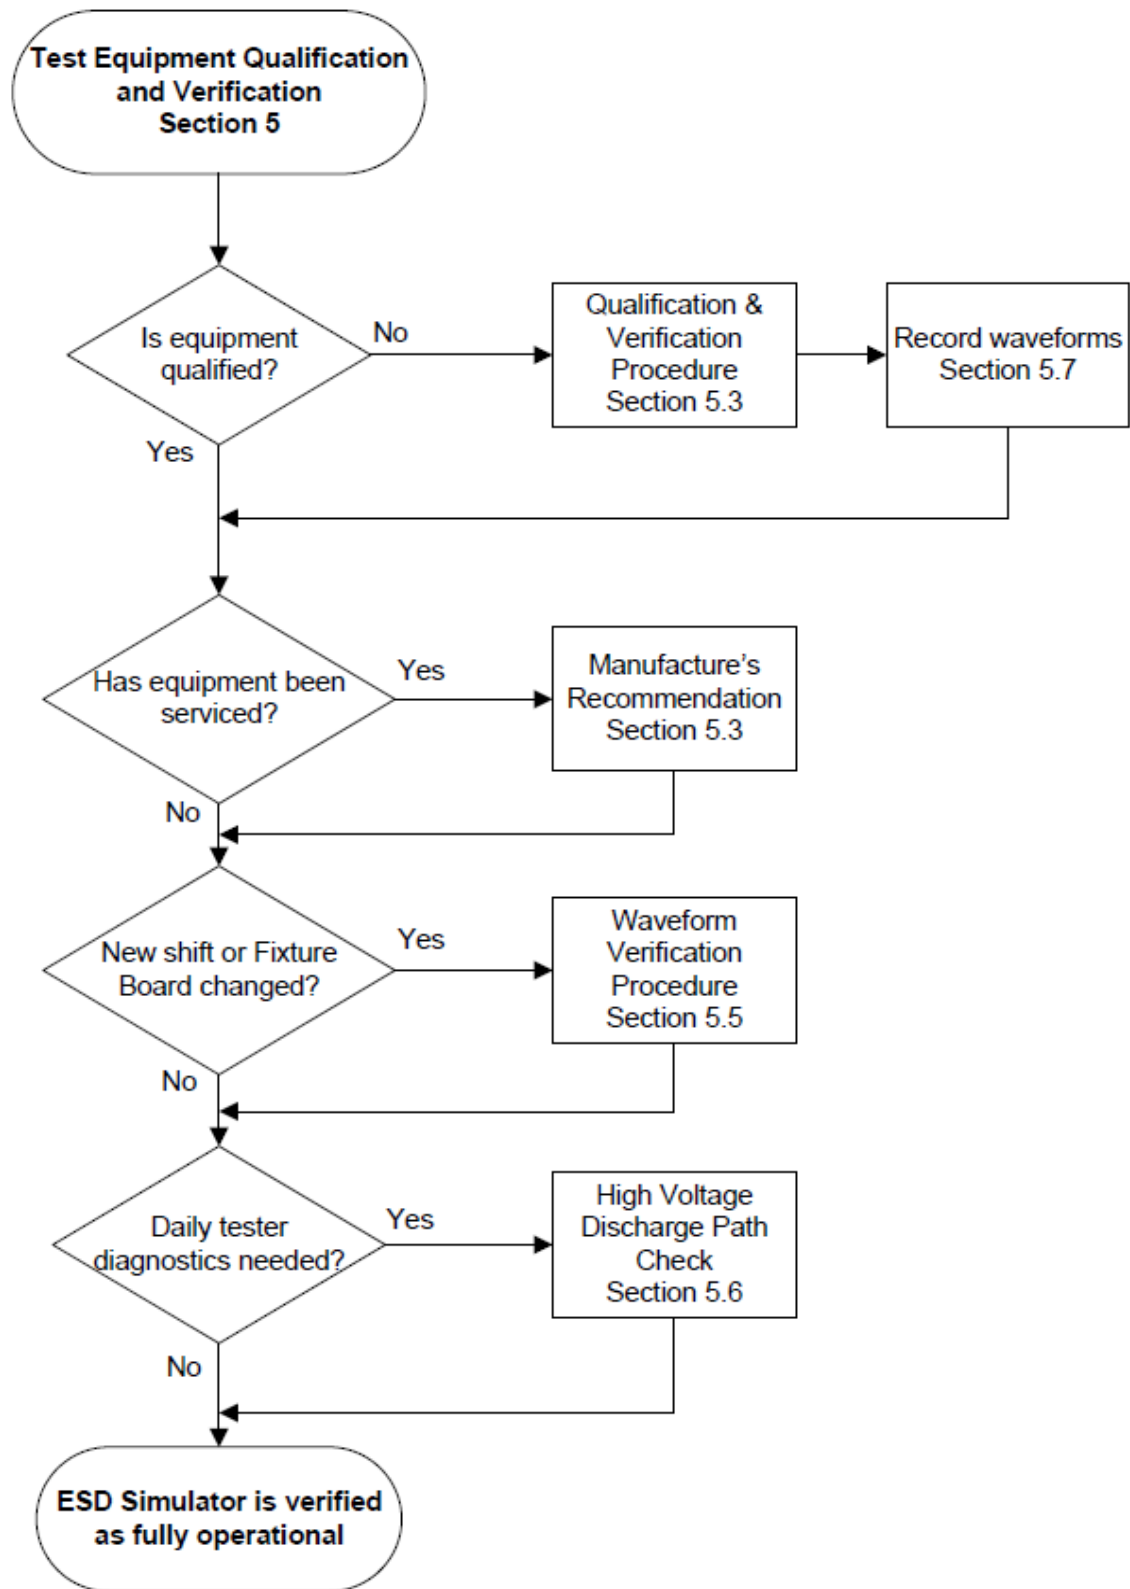 Test Equipment Qualification
and Verification
Section 5
Is equipment
qualified?
No
Qualification &
Verification
Procedure
Section 5.3
Record waveforms
Section 5.7
Yes
Has equipment been
serviced?
Yes
Manufacture's
Recommendation
Section 5.3
No
New shift or Fixture
Board changed?
Yes
Waveform
Verification
Procedure
Section 5.5
No
Daily tester
diagnostics needed?
Yes
High Voltage
Discharge Path
Check
Section 5.6
No
ESD Simulator is verified
as fully operational